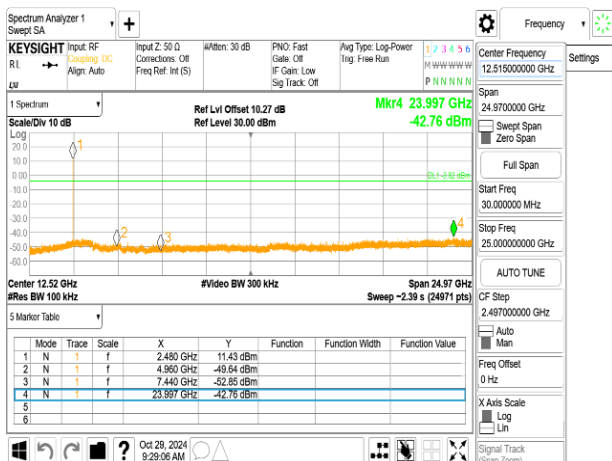 Spectrum Analyzer 1
Swept SA
Frequency
Settings
KEYSIGHT
Input: RF
Coupling: DC
Align: Auto
Input Z: 50 Ω
Corrections: Off
Freq Ref: Int (S)
#Atten: 30 dB
PNO: Fast
Gate: Off
IF Gain: Low
Sig Track: Off
Avg Type: Log-Power
Trig: Free Run
1 2 3 4 5 6
M W W W W W
P N N N N N
RL
1 Spectrum
Scale/Div 10 dB
Ref Lvl Offset 10.27 dB
Ref Level 30.00 dBm
Mkr4 23.997 GHz
-42.76 dBm
Log
20.0
10.0
0.00
-10.0
-20.0
-30.0
-40.0
-50.0
-60.0
1
2
3
4
Center 12.52 GHz
#Res BW 100 kHz
#Video BW 300 kHz
Span 24.97 GHz
Sweep ~2.39 s (24971 pts)
5 Marker Table
Mode Trace Scale X Y Function Function Width Function Value
1 N 1 f 2.480 GHz 11.43 dBm
2 N 1 f 4.960 GHz -49.64 dBm
3 N 1 f 7.440 GHz -52.85 dBm
4 N 1 f 23.997 GHz -42.76 dBm
5
6
Oct 29, 2024
9:29:06 AM
Center Frequency
12.515000000 GHz
Span
24.9700000 GHz
Swept Span
Zero Span
Full Span
Start Freq
30.000000 MHz
Stop Freq
25.000000000 GHz
AUTO TUNE
CF Step
2.497000000 GHz
Auto
Man
Freq Offset
0 Hz
X Axis Scale
Log
Lin
Signal Track
(Span Zoom)